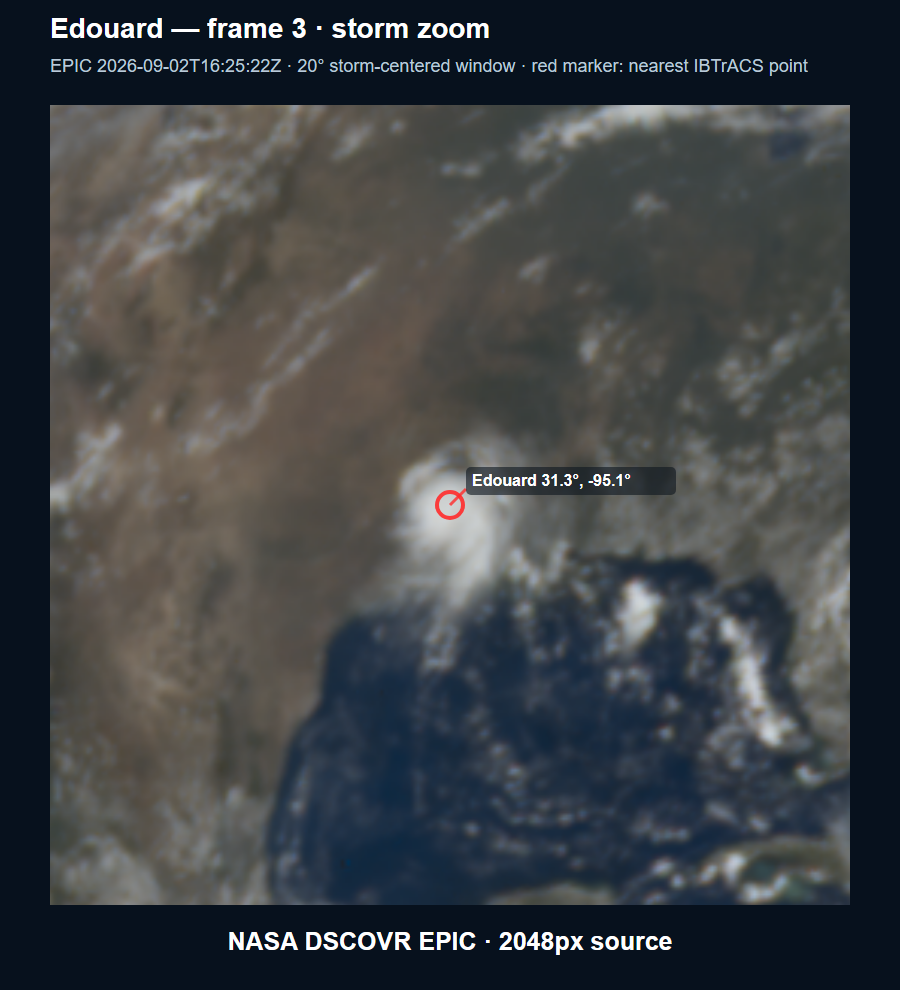 Edouard — frame 3 · storm zoom
EPIC 2026-09-02T16:25:22Z · 20° storm-centered window · red marker: nearest IBTrACS point
Edouard 31.3°, -95.1°
NASA DSCOVR EPIC · 2048px source